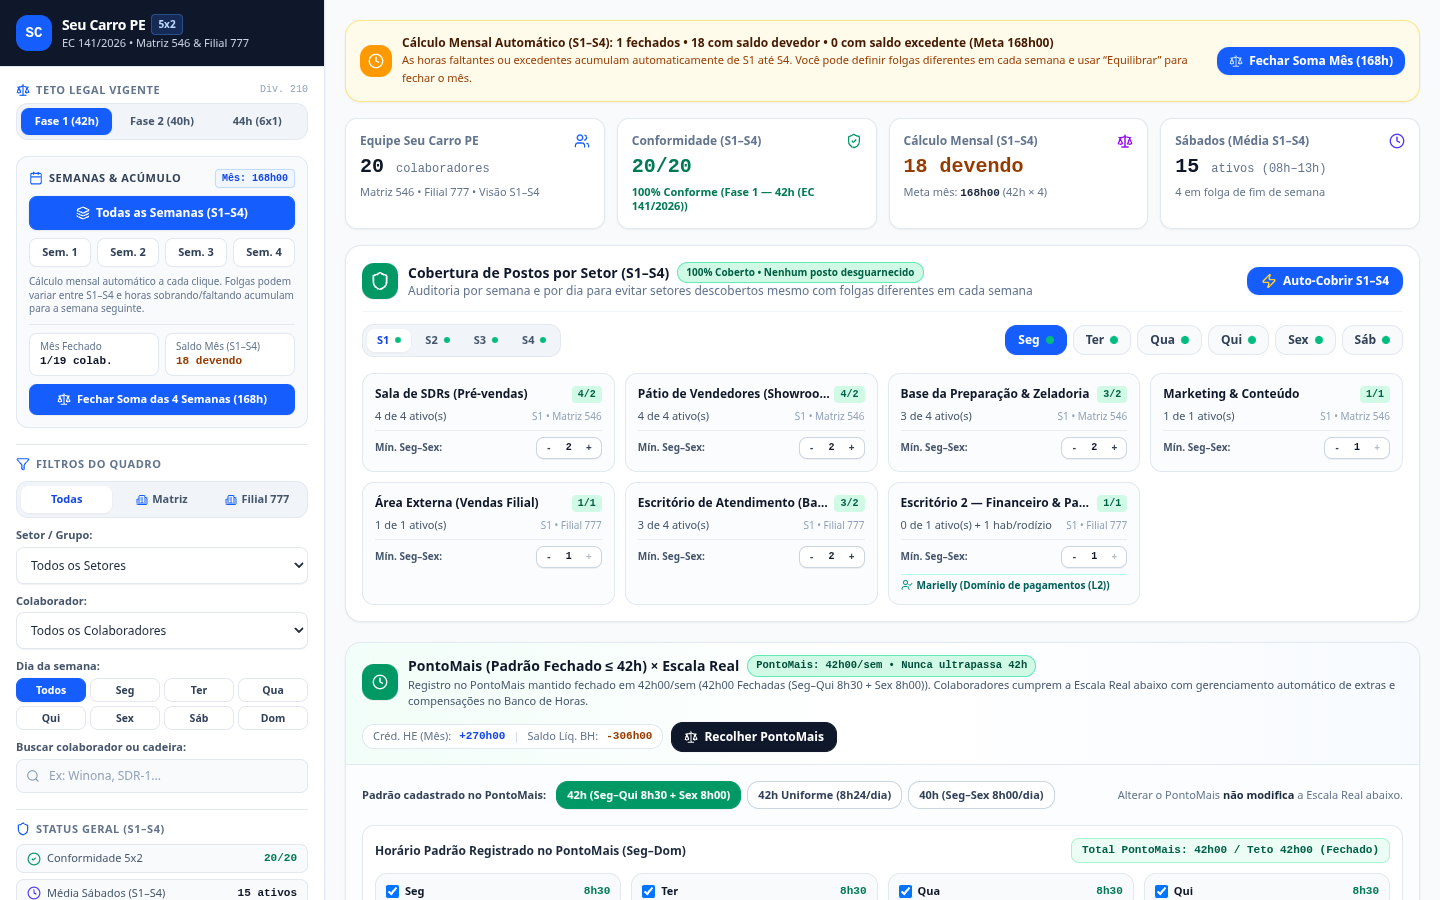 SC
Seu Carro PE 5x2
EC 141/2026 • Matriz 546 & Filial 777
TETO LEGAL VIGENTE Div. 210
Fase 1 (42h) Fase 2 (40h) 44h (6x1)
SEMANAS & ACÚMULO Mês: 168h00
Todas as Semanas (S1–S4)
Sem. 1 Sem. 2 Sem. 3 Sem. 4
Cálculo mensal automático a cada clique. Folgas podem
variar entre S1–S4 e horas sobrando/faltando acumulam
para a semana seguinte.
Mês Fechado Saldo Mês (S1–S4)
1/19 colab. 18 devendo
Fechar Soma das 4 Semanas (168h)
FILTROS DO QUADRO
Todas Matriz Filial 777
Setor / Grupo:
Todos os Setores
Colaborador:
Todos os Colaboradores
Dia da semana:
Todos Seg Ter Qua
Qui Sex Sáb Dom
Buscar colaborador ou cadeira:
Ex: Winona, SDR-1...
STATUS GERAL (S1–S4)
Conformidade 5x2 20/20
Média Sábados (S1–S4) 15 ativos
Cálculo Mensal Automático (S1–S4): 1 fechados • 18 com saldo devedor • 0 com saldo excedente (Meta 168h00)
As horas faltantes ou excedentes acumulam automaticamente de S1 até S4. Você pode definir folgas diferentes em cada semana e usar “Equilibrar” para
fechar o mês.
Fechar Soma Mês (168h)
Equipe Seu Carro PE
20 colaboradores
Matriz 546 • Filial 777 • Visão S1–S4
Conformidade (S1–S4)
20/20
100% Conforme (Fase 1 — 42h (EC
141/2026))
Cálculo Mensal (S1–S4)
18 devendo
Meta mês: 168h00 (42h × 4)
Sábados (Média S1–S4)
15 ativos (08h–13h)
4 em folga de fim de semana
Cobertura de Postos por Setor (S1–S4) 100% Coberto • Nenhum posto desguarnecido
Auditoria por semana e por dia para evitar setores descobertos mesmo com folgas diferentes em cada semana
Auto-Cobrir S1–S4
S1 S2 S3 S4
Seg Ter Qua Qui Sex Sáb
Sala de SDRs (Pré-vendas) 4/2
4 de 4 ativo(s) S1 • Matriz 546
Mín. Seg–Sex: - 2 +
Pátio de Vendedores (Showroo... 4/2
4 de 4 ativo(s) S1 • Matriz 546
Mín. Seg–Sex: - 2 +
Base da Preparação & Zeladoria 3/2
3 de 4 ativo(s) S1 • Matriz 546
Mín. Seg–Sex: - 2 +
Marketing & Conteúdo 1/1
1 de 1 ativo(s) S1 • Matriz 546
Mín. Seg–Sex: - 1 +
Área Externa (Vendas Filial) 1/1
1 de 1 ativo(s) S1 • Filial 777
Mín. Seg–Sex: - 1 +
Escritório de Atendimento (Ba... 3/2
3 de 4 ativo(s) S1 • Filial 777
Mín. Seg–Sex: - 2 +
Escritório 2 — Financeiro & Pa... 1/1
0 de 1 ativo(s) + 1 hab/rodízio S1 • Filial 777
Mín. Seg–Sex: - 1 +
Marielly (Domínio de pagamentos (L2))
PontoMais (Padrão Fechado ≤ 42h) × Escala Real PontoMais: 42h00/sem • Nunca ultrapassa 42h
Registro no PontoMais mantido fechado em 42h00/sem (42h00 Fechadas (Seg–Qui 8h30 + Sex 8h00)). Colaboradores cumprem a Escala Real abaixo com gerenciamento automático de extras e
compensações no Banco de Horas.
Créd. HE (Mês): +270h00 | Saldo Líq. BH: -306h00 Recolher PontoMais
Padrão cadastrado no PontoMais: 42h (Seg–Qui 8h30 + Sex 8h00) 42h Uniforme (8h24/dia) 40h (Seg–Sex 8h00/dia) Alterar o PontoMais não modifica a Escala Real abaixo.
Horário Padrão Registrado no PontoMais (Seg–Dom) Total PontoMais: 42h00 / Teto 42h00 (Fechado)
Seg 8h30 Ter 8h30 Qua 8h30 Qui 8h30